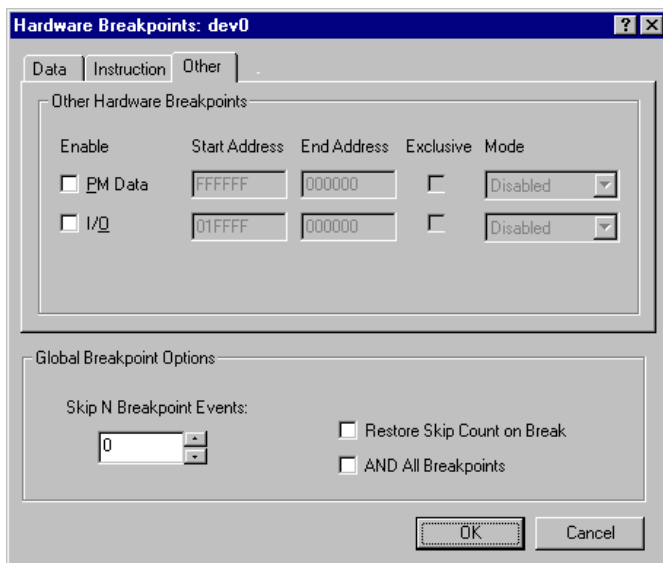 Hardware Breakpoints: dev0
Data Instruction Other
Other Hardware Breakpoints
Enable Start Address End Address Exclusive Mode
PM Data FFFFFF 000000 Disabled
I/O 01FFFF 000000 Disabled
Global Breakpoint Options
Skip N Breakpoint Events:
0
Restore Skip Count on Break
AND All Breakpoints
OK Cancel